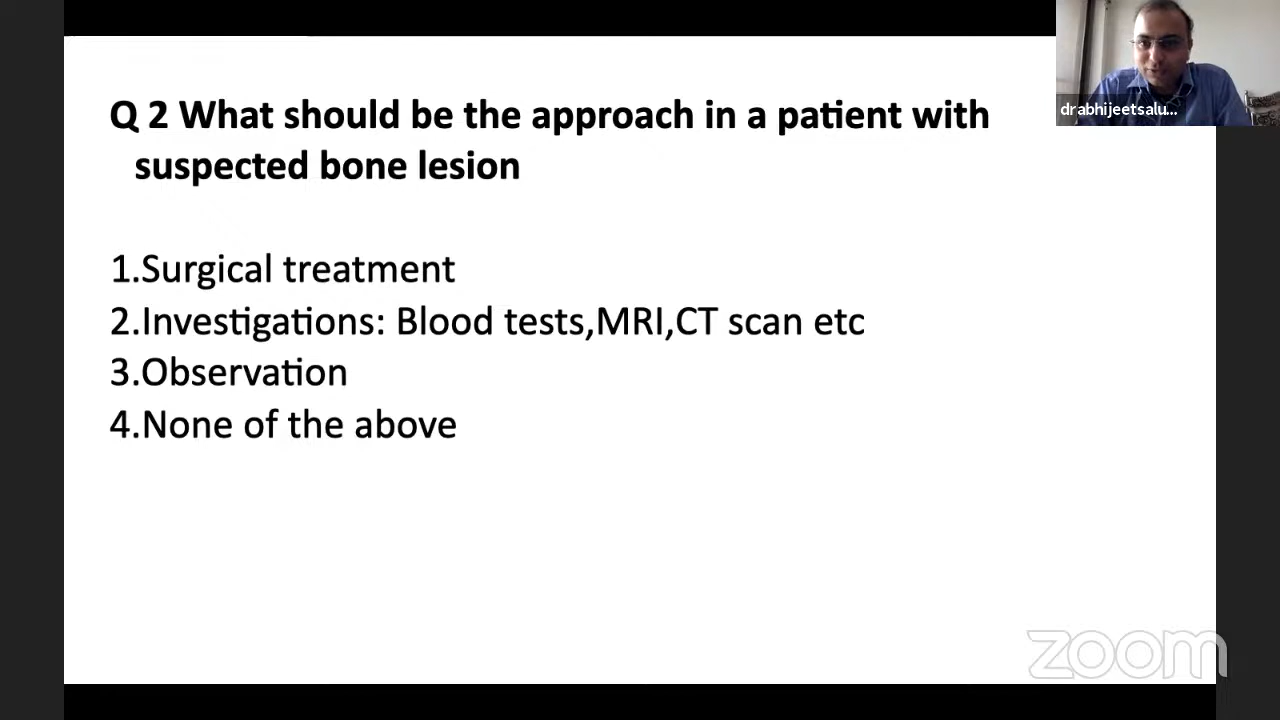 Q 2 What should be the approach in a patient with
suspected bone lesion
1.Surgical treatment
2.Investigations: Blood tests,MRI,CT scan etc
3.Observation
4.None of the above
drabhijeetsalu...
zoom